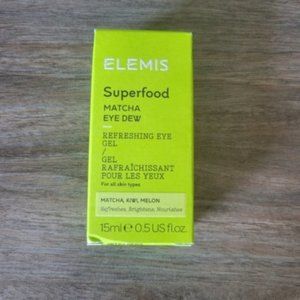 ELEMIS
Superfood
MATCHA
EYE DEW
REFRESHING EYE
GEL
/
GEL
RAFRAÎCHISSANT
POUR LES YEUX
For all skin types
MATCHA, KIWI, MELON
Refreshes, Brightens, Nourishes
15ml ℮ 0.5 US fl.oz.